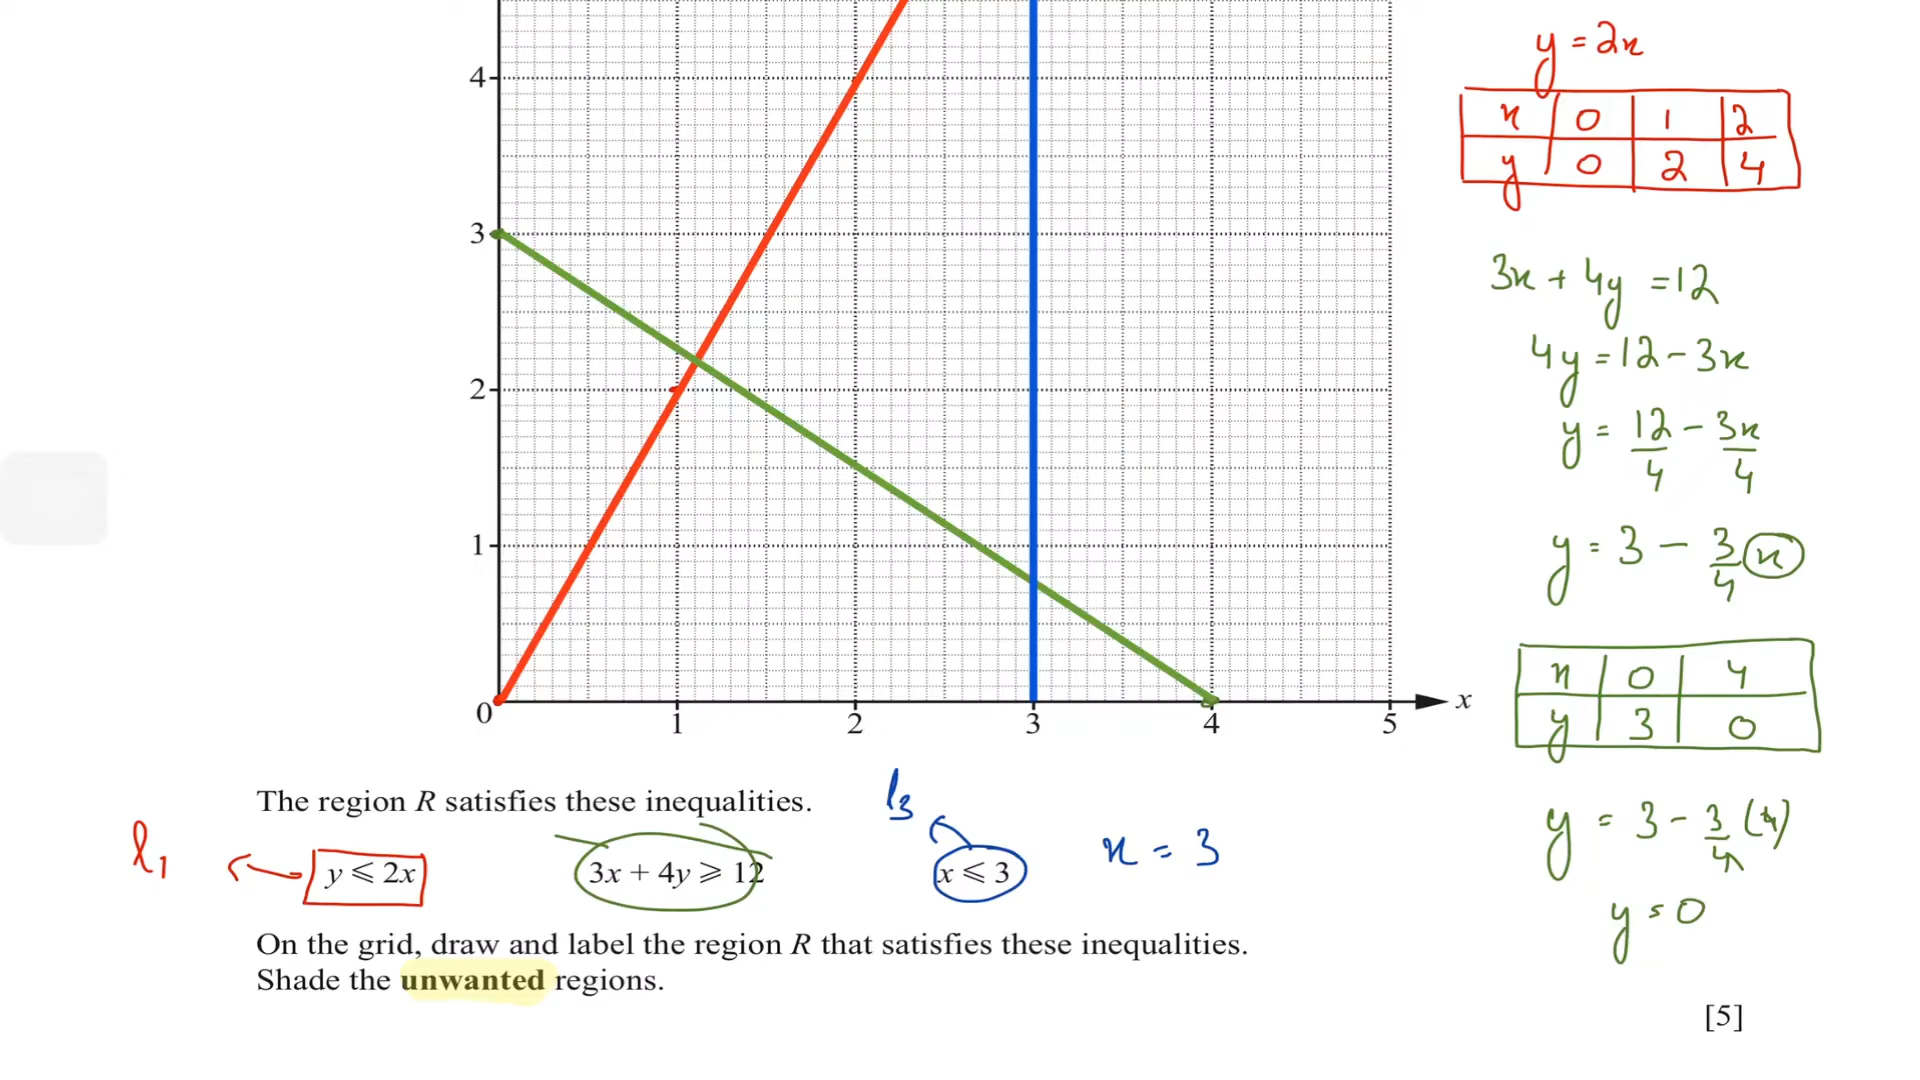 y = 2x
x 0 1 2
y 0 2 4
4
3
2
1
0
1 2 3 4 5 x
3x + 4y = 12
4y = 12 - 3x
y = 12/4 - 3x/4
y = 3 - 3/4 x
x 0 4
y 3 0
y = 3 - 3/4 (4)
y = 0
The region R satisfies these inequalities.
l1 y ⩽ 2x 3x + 4y ⩾ 12 l3 x ⩽ 3 x = 3
On the grid, draw and label the region R that satisfies these inequalities.
Shade the unwanted regions.
[5]